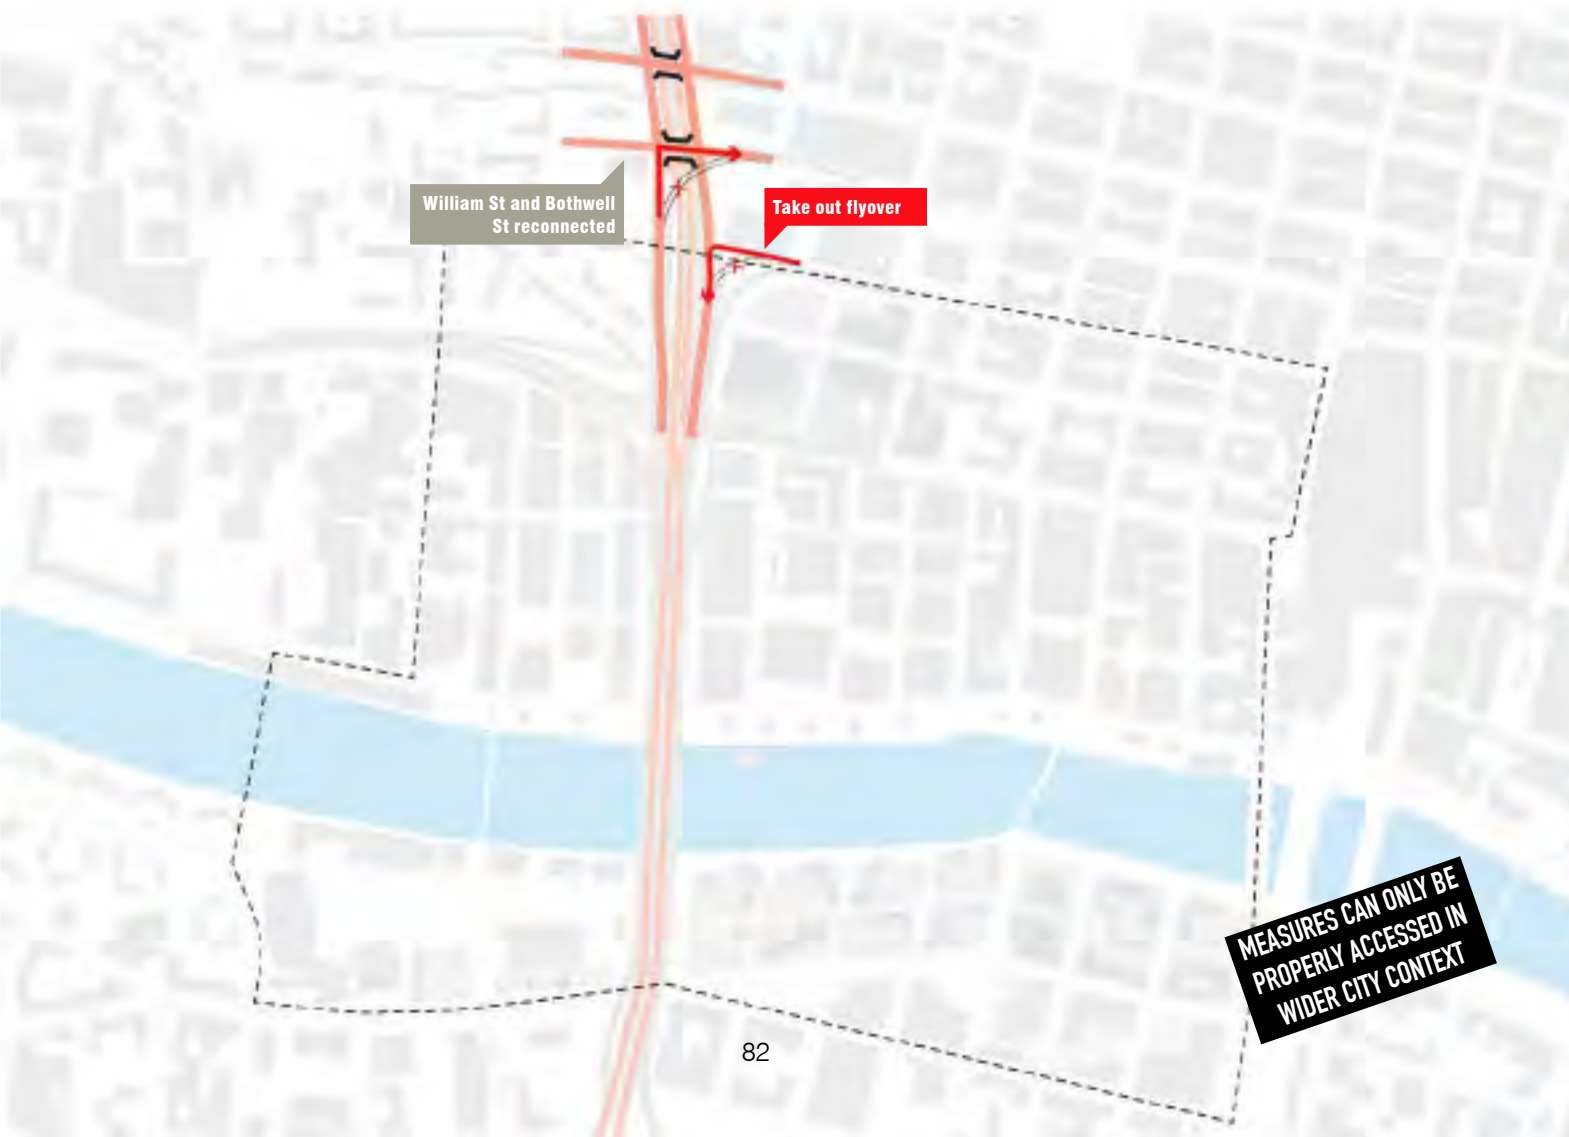 William St and Bothwell
St reconnected
Take out flyover
MEASURES CAN ONLY BE
PROPERLY ACCESSED IN
WIDER CITY CONTEXT
82